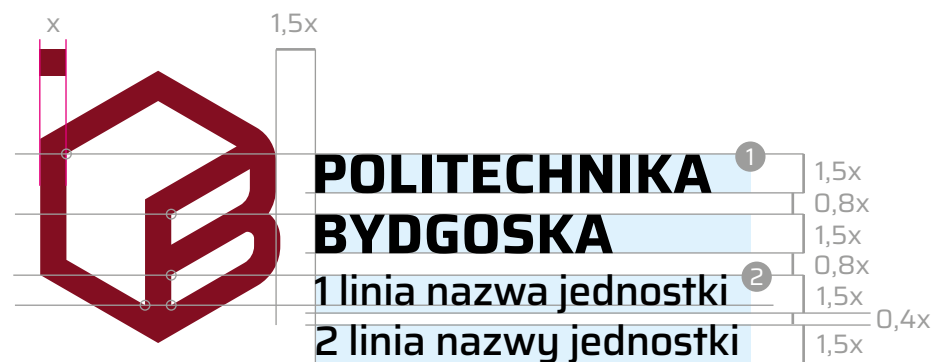 x 1,5x
POLITECHNIKA 1 1,5x
0,8x
BYDGOSKA 1,5x
0,8x
1 linia nazwa jednostki 2 1,5x
0,4x
2 linia nazwy jednostki 1,5x